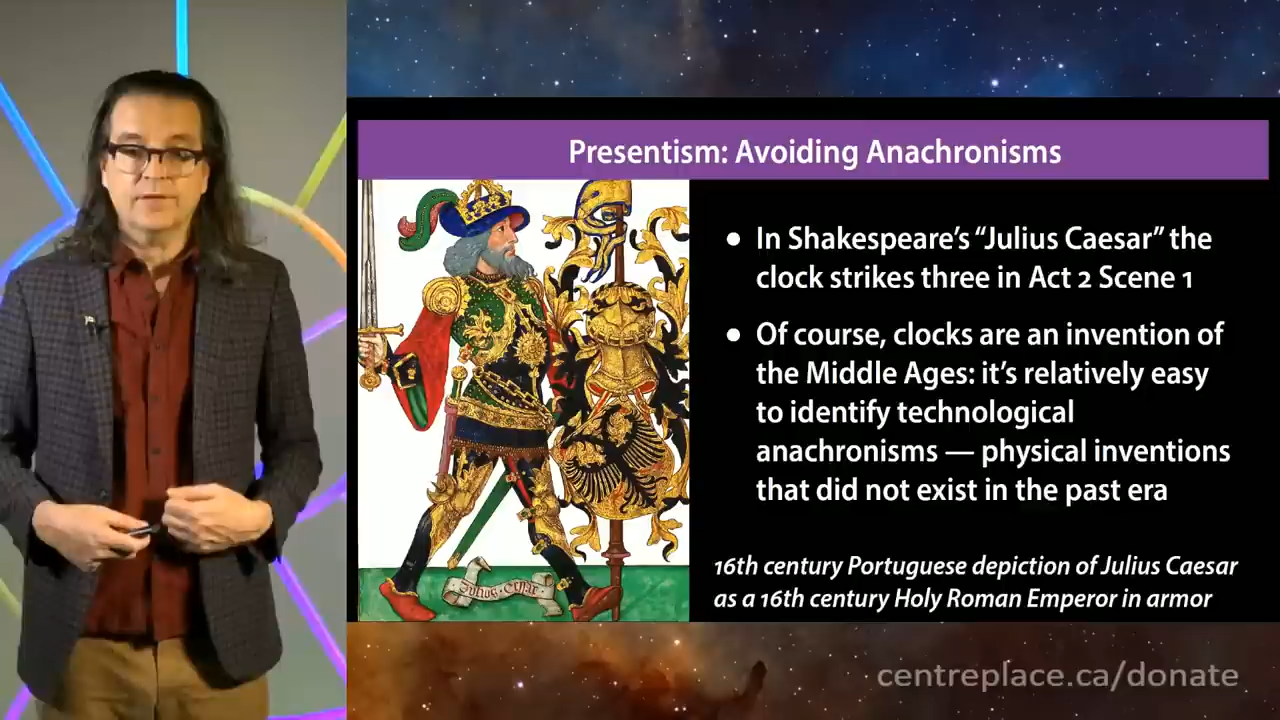 Presentism: Avoiding Anachronisms
● In Shakespeare’s “Julius Caesar” the
clock strikes three in Act 2 Scene 1
● Of course, clocks are an invention of
the Middle Ages: it’s relatively easy
to identify technological
anachronisms — physical inventions
that did not exist in the past era
16th century Portuguese depiction of Julius Caesar
as a 16th century Holy Roman Emperor in armor
centreplace.ca/donate